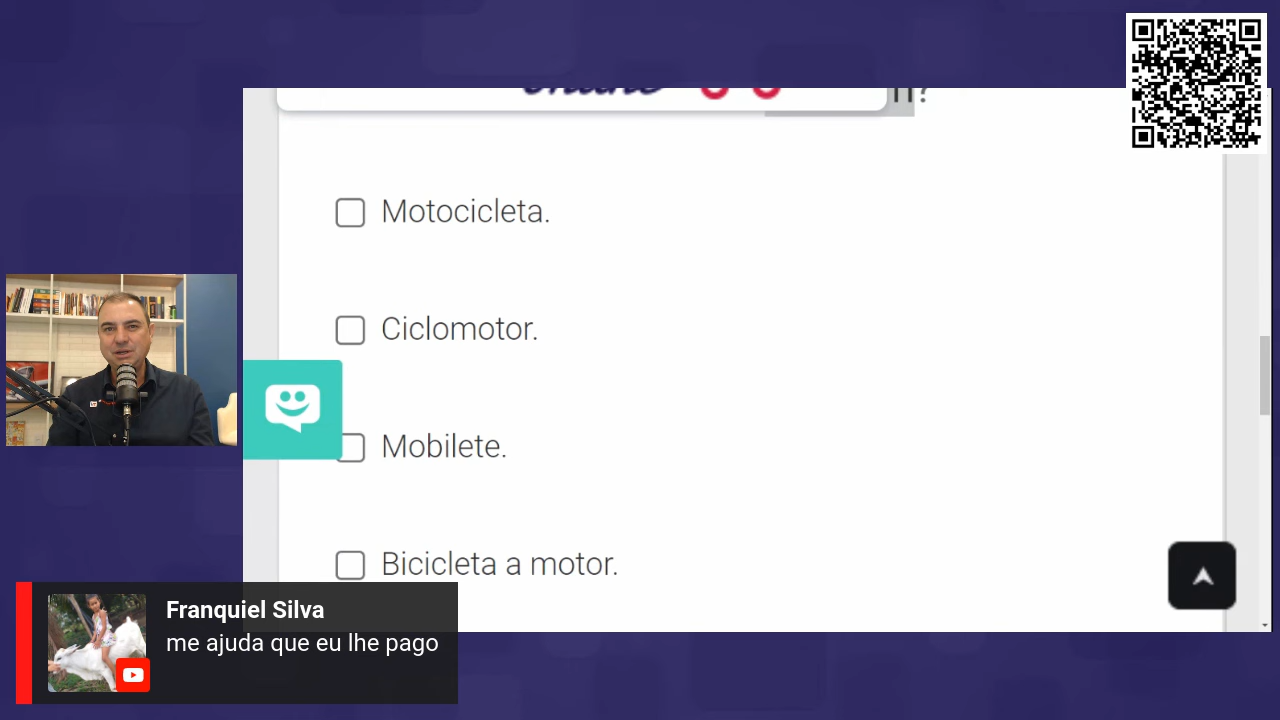 ?
Motocicleta.
Ciclomotor.
Mobilete.
Bicicleta a motor.
Franquiel Silva
me ajuda que eu lhe pago